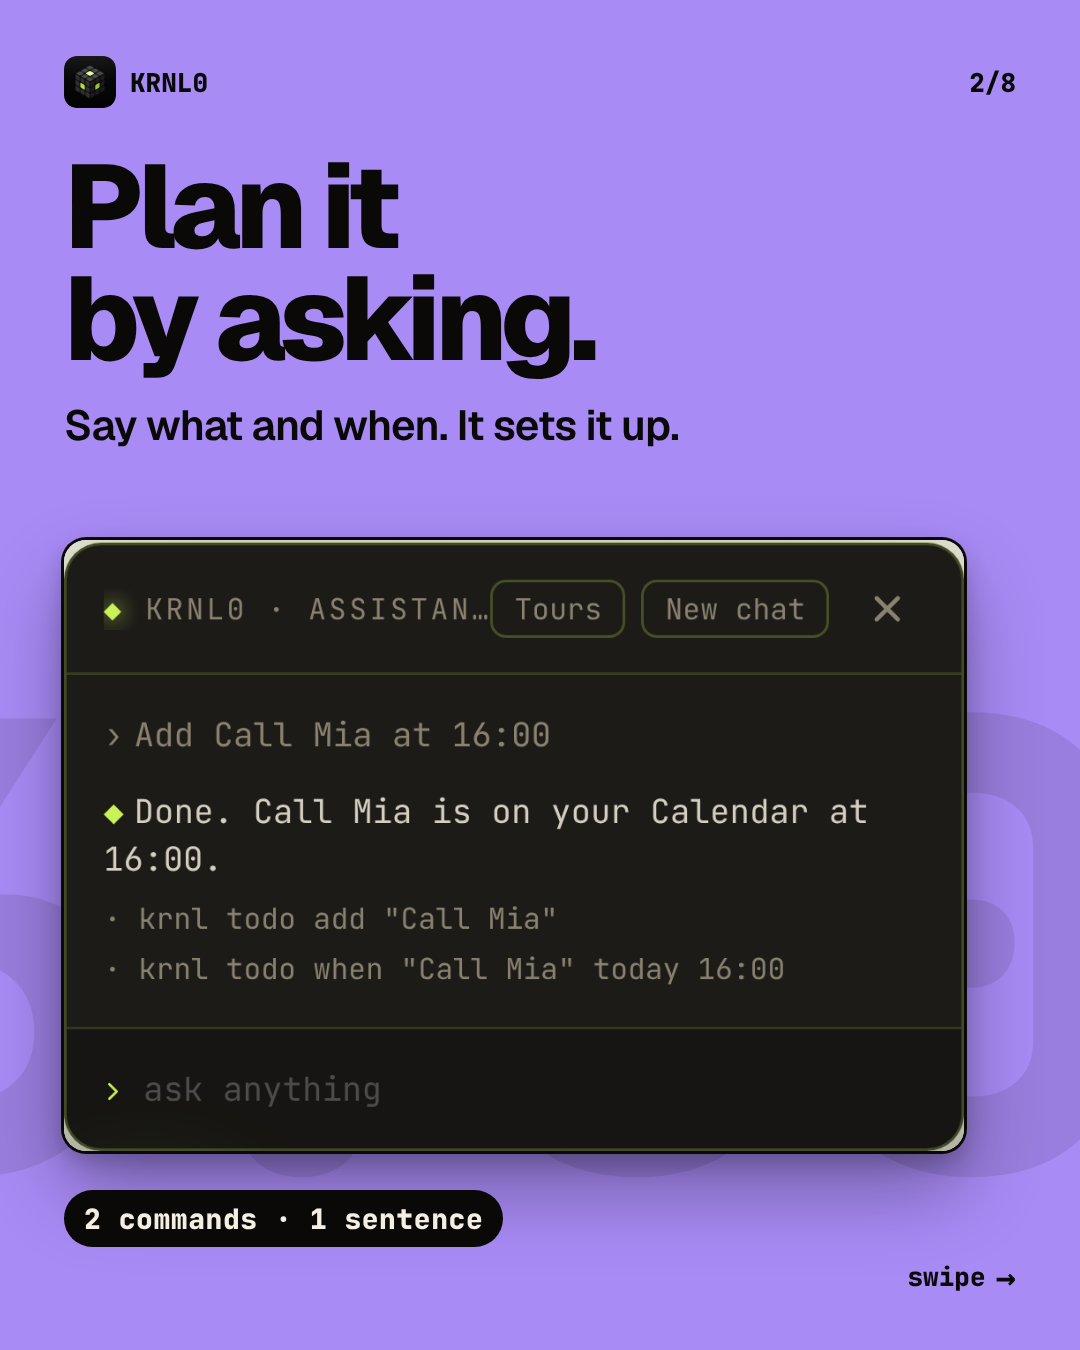 KRNL0
2/8
Plan it
by asking.
Say what and when. It sets it up.
◆ KRNL0 · ASSISTAN…
Tours
New chat
✕
› Add Call Mia at 16:00
◆ Done. Call Mia is on your Calendar at
16:00.
· krnl todo add "Call Mia"
· krnl todo when "Call Mia" today 16:00
› ask anything
2 commands · 1 sentence
swipe →